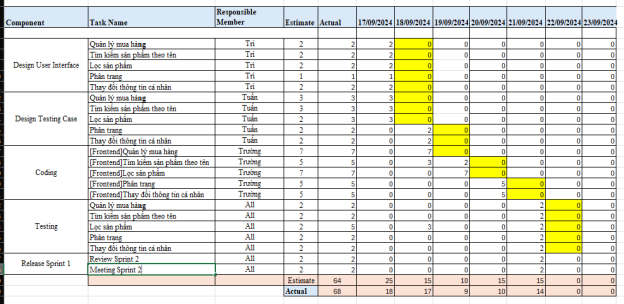 Component Task Name Responsible Member Estimate Actual 17/09/2024 18/09/2024 19/09/2024 20/09/2024 21/09/2024 22/09/2024 23/09/2024
Design User Interface
Quản lý mua hàng Trí 2 2 2 0 0 0 0 0 0
Tìm kiếm sản phẩm theo tên Trí 2 2 2 0 0 0 0 0 0
Lọc sản phẩm Trí 2 2 2 0 0 0 0 0 0
Phân trang Trí 1 1 1 0 0 0 0 0 0
Thay đổi thông tin cá nhân Trí 2 2 2 0 0 0 0 0 0
Design Testing Case
Quản lý mua hàng Tuấn 3 3 3 0 0 0 0 0 0
Tìm kiếm sản phẩm theo tên Tuấn 3 3 3 0 0 0 0 0 0
Lọc sản phẩm Tuấn 2 3 3 0 0 0 0 0 0
Phân trang Tuấn 2 2 0 2 0 0 0 0 0
Thay đổi thông tin cá nhân Tuấn 2 2 0 2 0 0 0 0 0
Coding
[Frontend]Quản lý mua hàng Trường 7 7 0 7 0 0 0 0 0
[Frontend]Tìm kiếm sản phẩm theo tên Trường 5 5 0 3 2 0 0 0 0
[Frontend]Lọc sản phẩm Trường 7 7 0 0 7 0 0 0 0
[Frontend]Phân trang Trường 5 5 0 0 0 5 0 0 0
[Frontend]Thay đổi thông tin cá nhân Trường 5 5 0 0 0 5 0 0 0
Testing
Quản lý mua hàng All 2 2 0 0 0 0 2 0 0
Tìm kiếm sản phẩm theo tên All 2 2 0 0 0 0 2 0 0
Lọc sản phẩm All 2 5 0 3 0 0 2 0 0
Phân trang All 2 2 0 0 0 0 2 0 0
Thay đổi thông tin cá nhân All 2 2 0 0 0 0 2 0 0
Release Sprint 1
Review Sprint 2 All 2 2 0 0 0 0 2 0 0
Meeting Sprint 2 All 2 2 0 0 0 0 2 0 0
Estimate 64 25 15 10 15 15 0 0
Actual 68 18 17 9 10 14 0 0